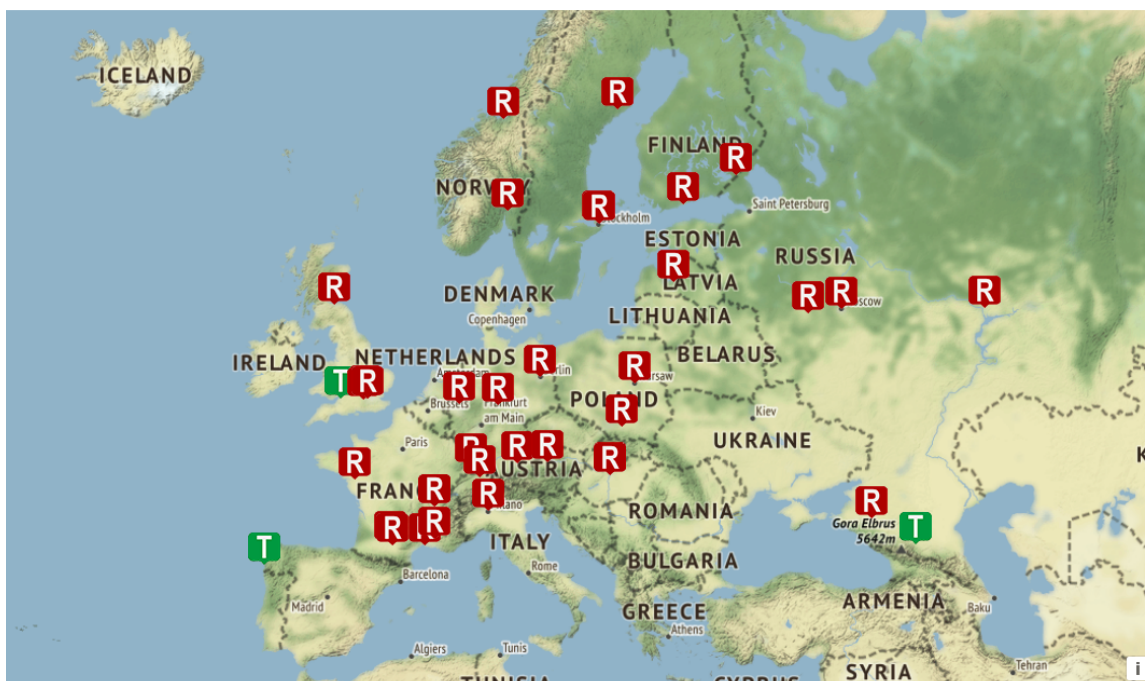 ICELAND
R
R
FINLAND
R
NORWAY
R
R
R
Stockholm
Saint Petersburg
ESTONIA
RUSSIA
R
LATVIA
R
R
R
Moscow
R
DENMARK
Copenhagen
LITHUANIA
IRELAND
NETHERLANDS
BELARUS
R
Berlin
R
Warsaw
T
R
Amsterdam
R
R
Brussels
Frankfurt
am Main
POLAND
R
Kiev
UKRAINE
Paris
R
R
R
R
R
AUSTRIA
R
FRANCE
R
R
Milano
ROMANIA
R
Gora Elbrus
5642m
T
R
R
R
ITALY
T
BULGARIA
Rome
Barcelona
Madrid
GREECE
ARMENIA
Baku
Athens
Algiers
Tunis
SYRIA
Tehran
TUNISIA
CYPRUS
K
i